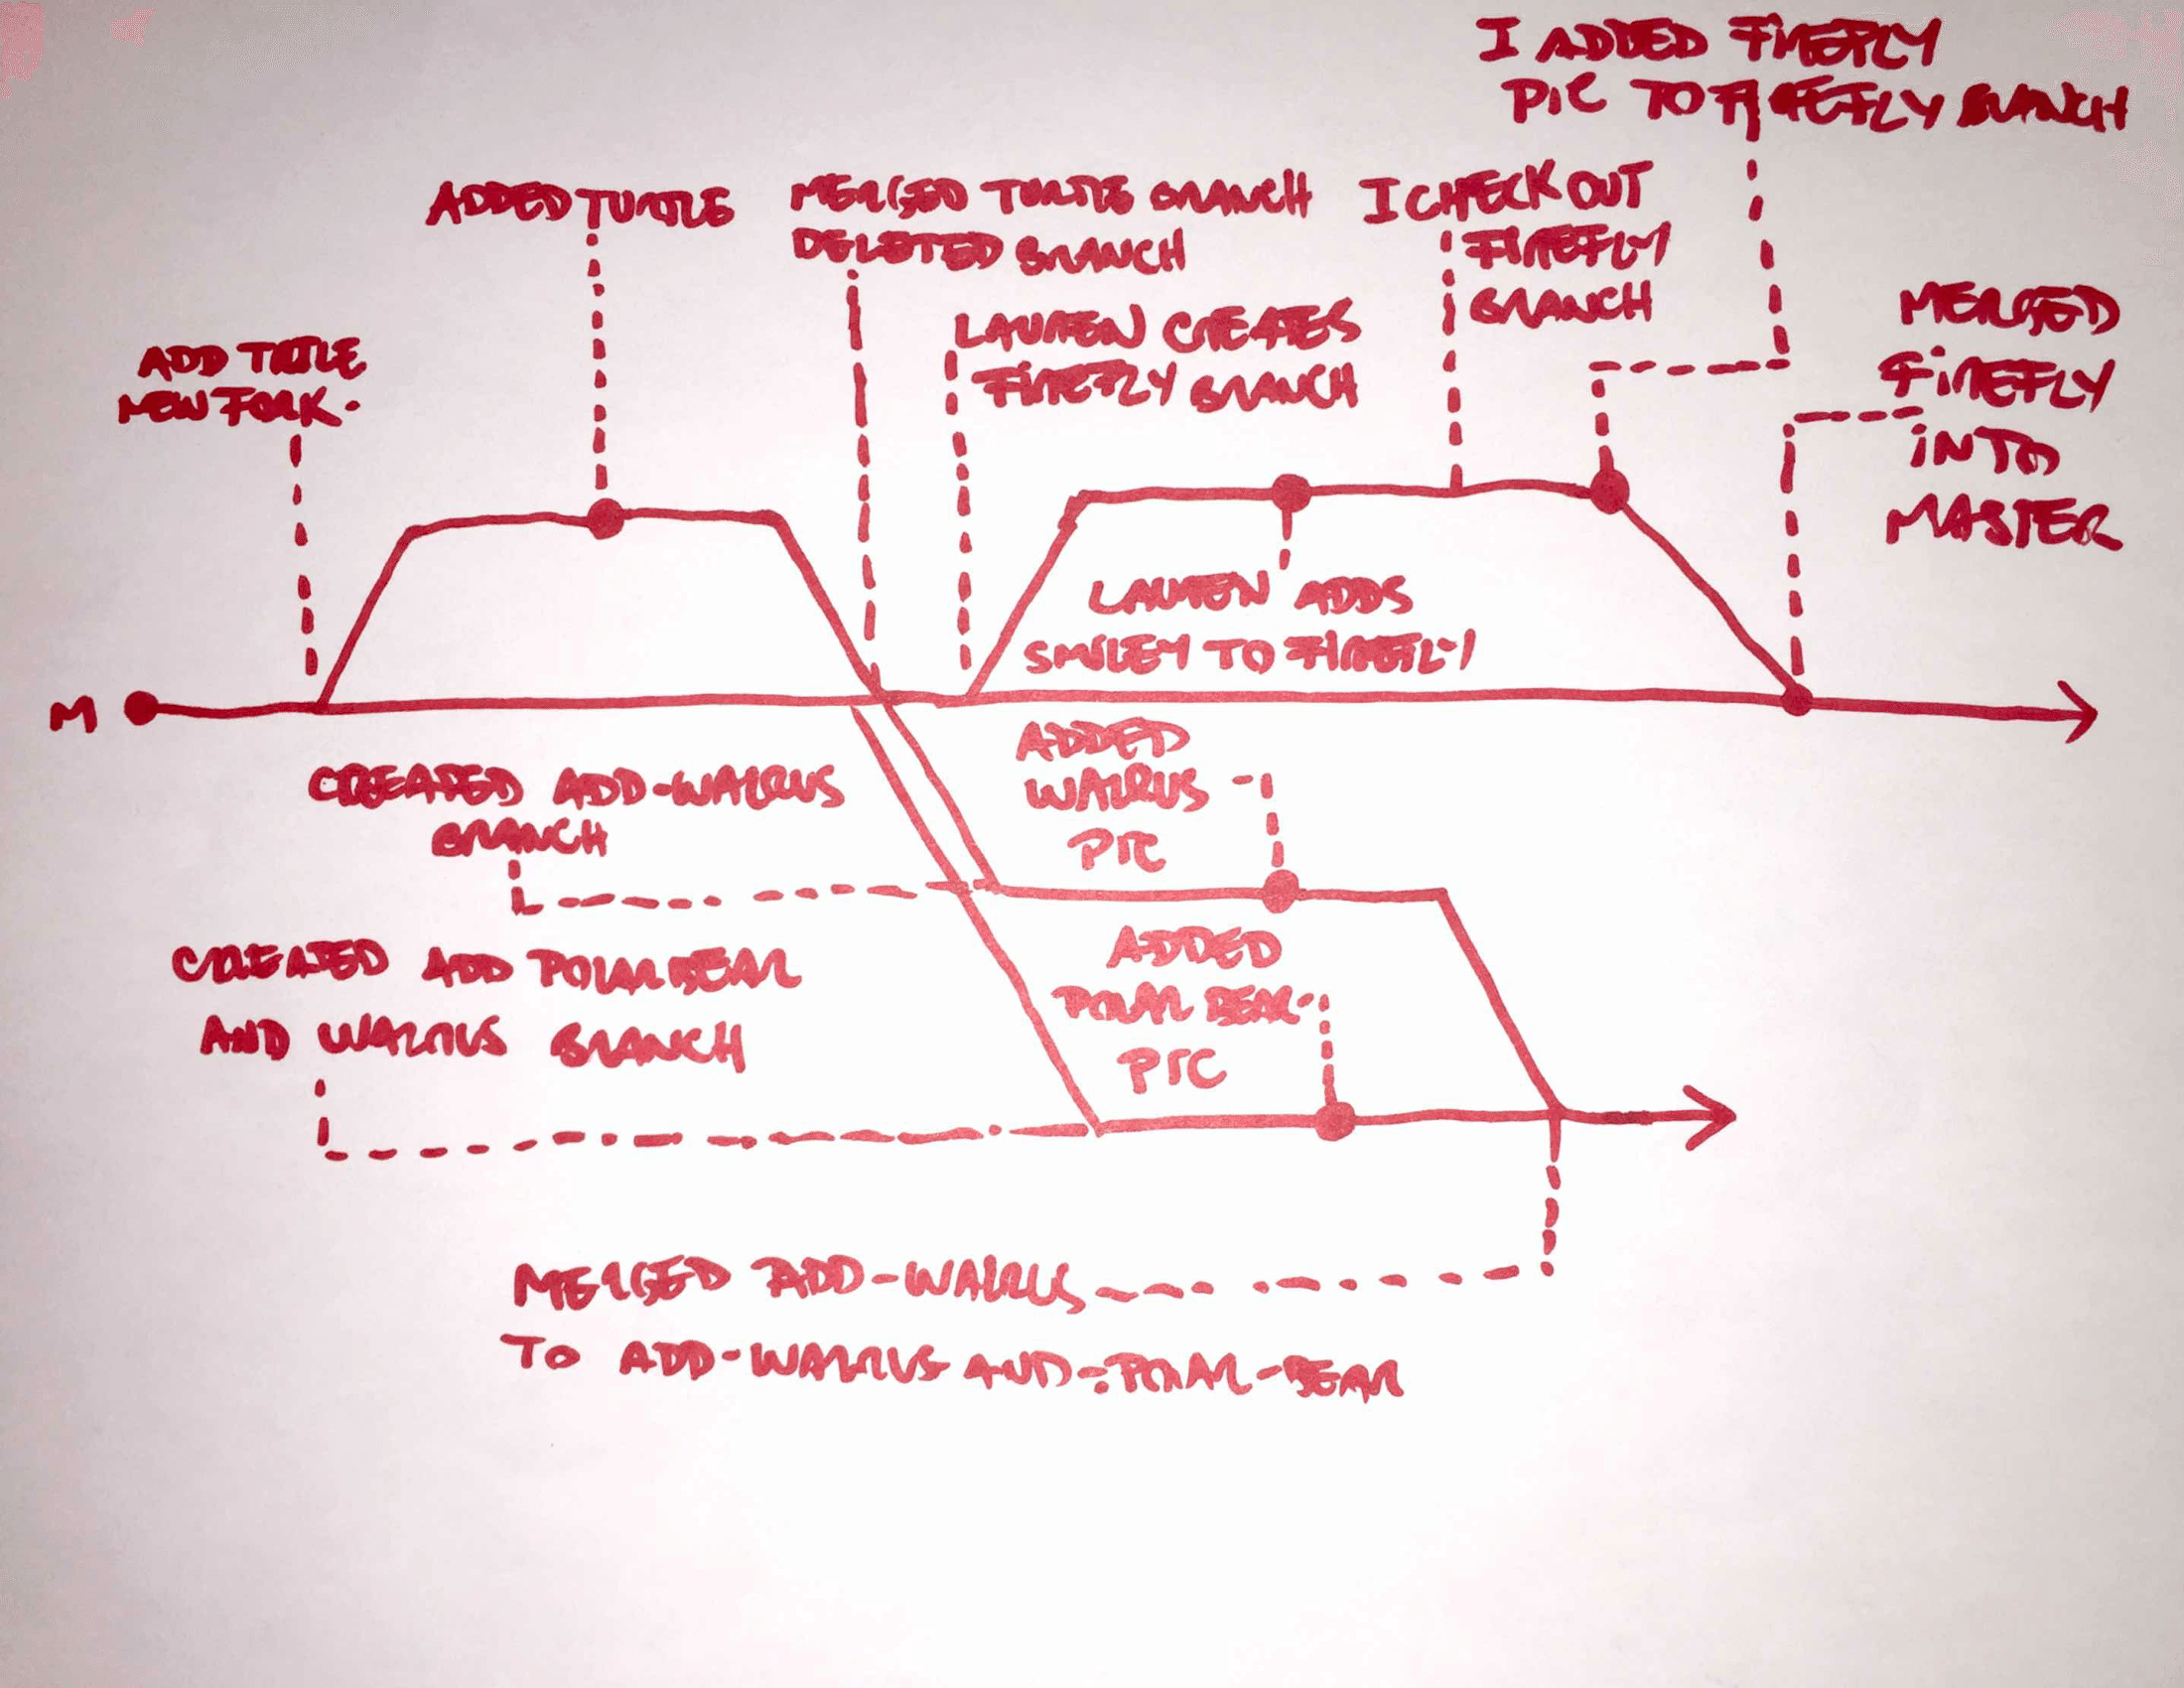 I ADDED FIREFLY
PIC TO FIREFLY BRANCH
ADDED TURTLE
MERGED TURTLE BRANCH
DELETED BRANCH
I CHECK OUT
FIREFLY
BRANCH
LAUREN CREATES
FIREFLY BRANCH
MERGED
FIREFLY
INTO
MASTER
ADD
NEW FORK.
LAUREN ADDS
SMILEY TO FIREFLY
M
ADDED
WALRUS
PIC
CREATED ADD-WALRUS
BRANCH
ADDED
POLAR BEAR
PIC
CREATED ADD POLAR BEAR
AND WALRUS BRANCH
MERGED ADD-WALRUS
TO ADD-WALRUS AND-POLAR-BEAR